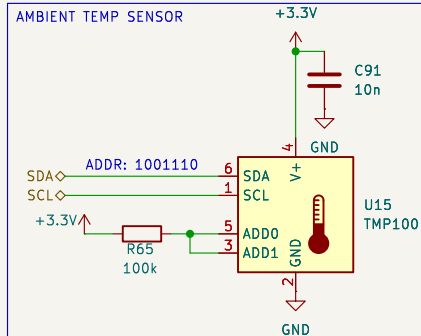 AMBIENT TEMP SENSOR
+3.3V
C91
10n
4
GND
V+
ADDR: 1001110
SDA
6
SDA
SCL
1
SCL
U15
TMP100
+3.3V
5
ADD0
R65
3
ADD1
100k
GND
2
GND